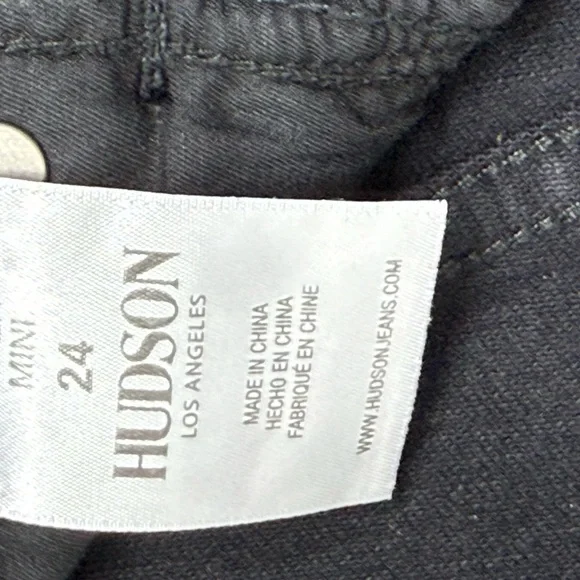 MINI
24
HUDSON
LOS ANGELES
MADE IN CHINA
HECHO EN CHINA
FABRIQUÉ EN CHINE
WWW.HUDSONJEANS.COM